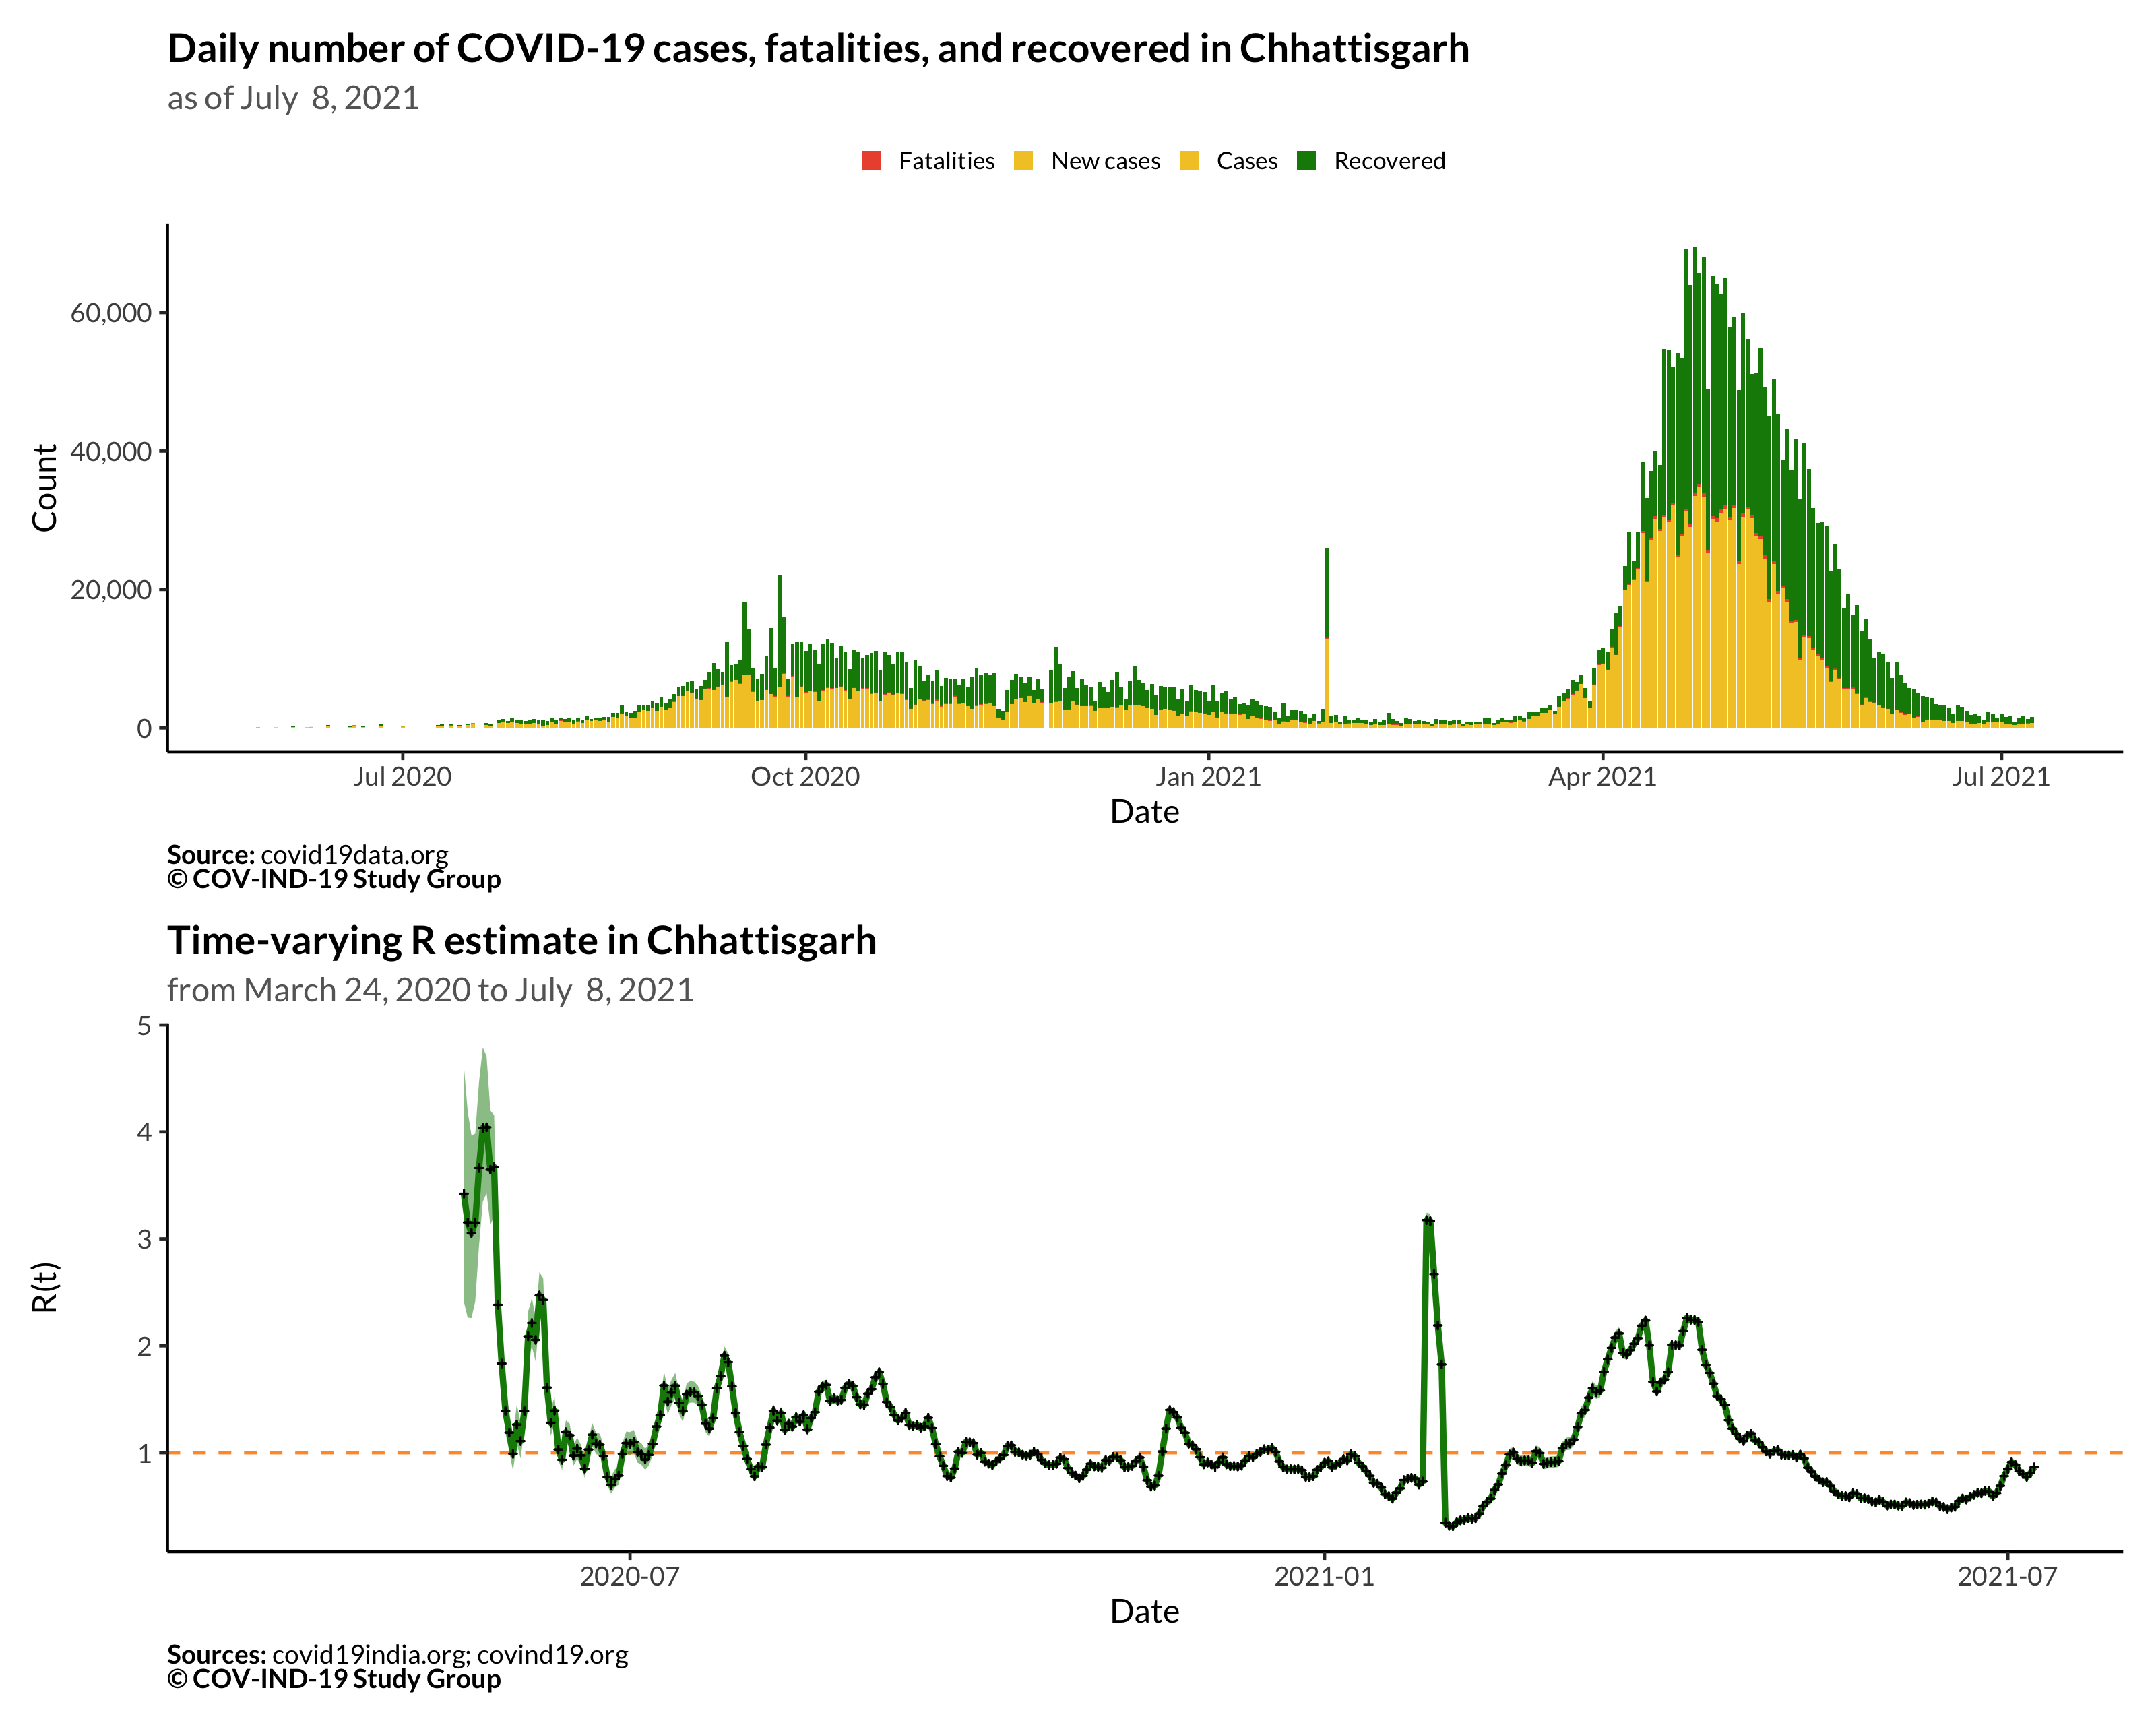 Daily number of COVID-19 cases, fatalities, and recovered in Chhattisgarh
as of July  8, 2021
Fatalities New cases Cases Recovered
60,000
40,000
20,000
0
Count
Jul 2020 Oct 2020 Jan 2021 Apr 2021 Jul 2021
Date
Source: covid19data.org
© COV-IND-19 Study Group
Time-varying R estimate in Chhattisgarh
from March 24, 2020 to July  8, 2021
5
4
3
2
1
R(t)
2020-07 2021-01 2021-07
Date
Sources: covid19india.org; covind19.org
© COV-IND-19 Study Group